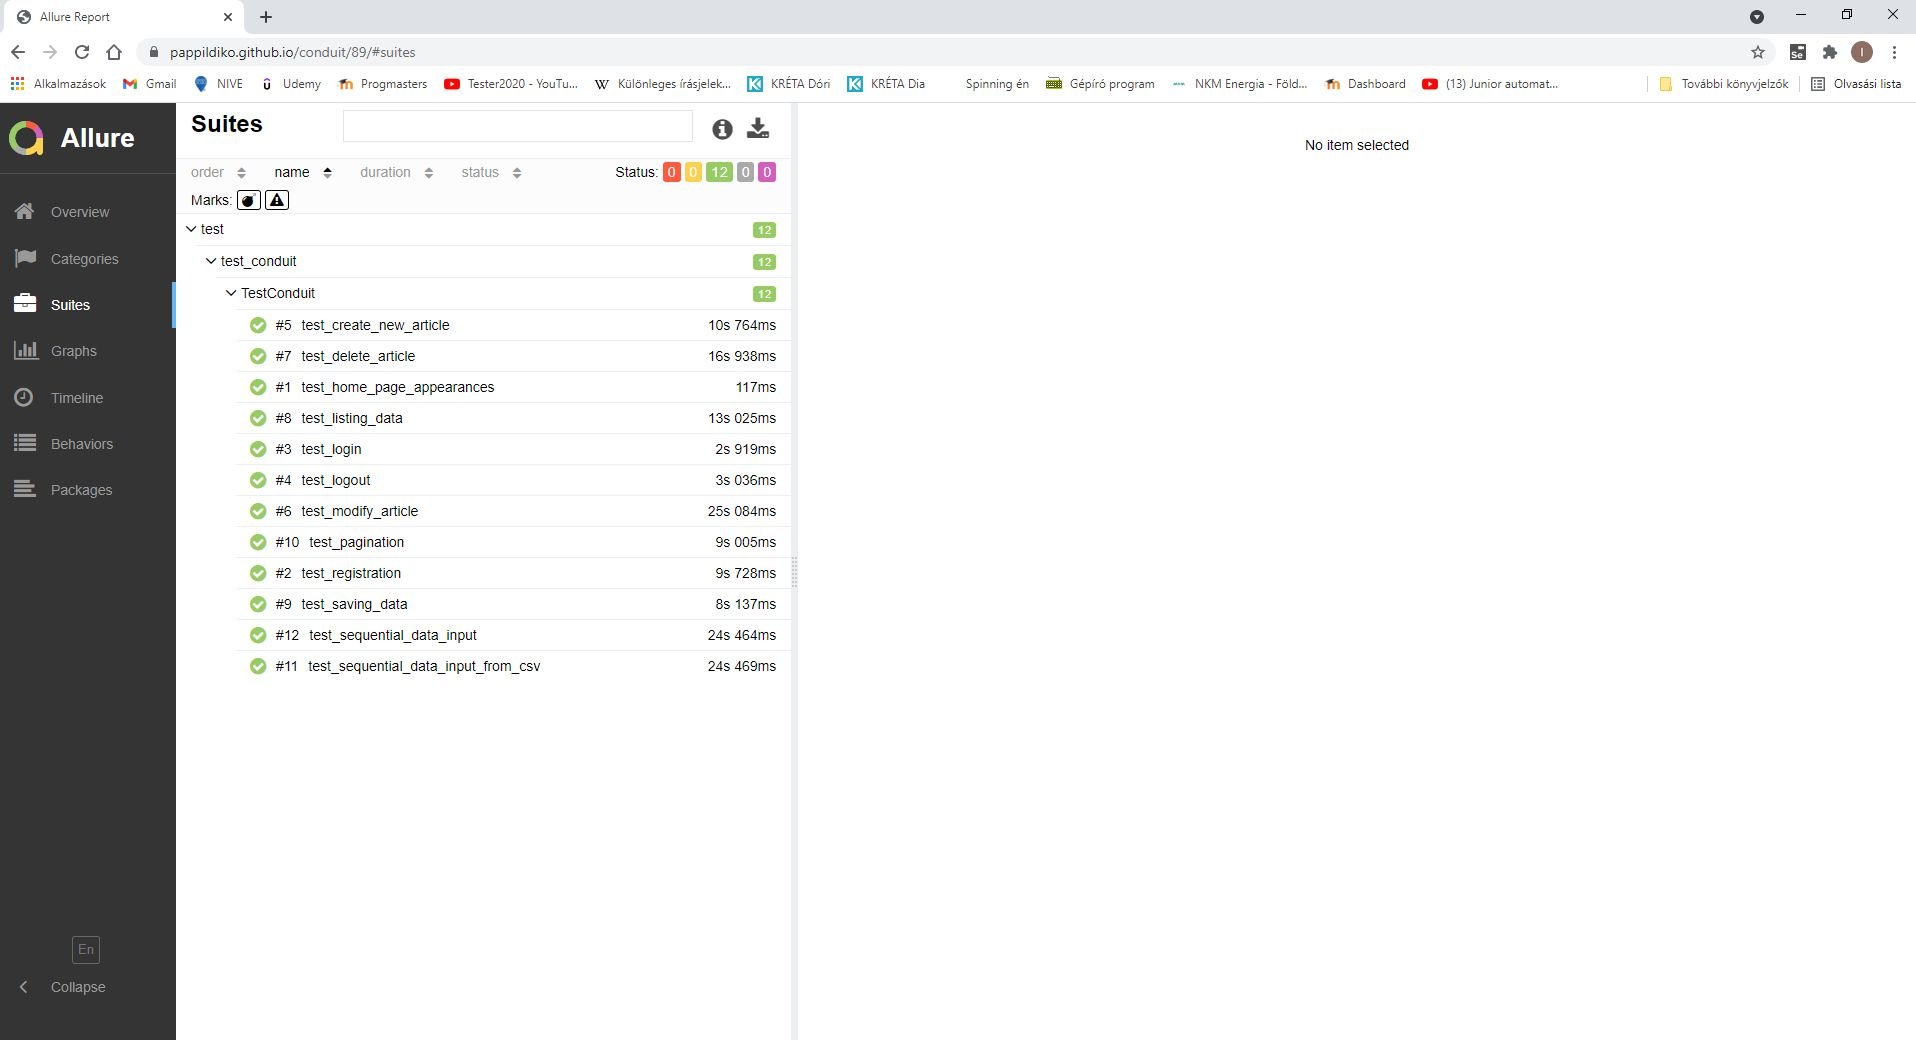 Allure Report
pappildiko.github.io/conduit/89/#suites
Alkalmazások Gmail NIVE Udemy Progmasters Tester2020 - YouTu... Különleges írásjelek... KRÉTA Dóri KRÉTA Dia Spinning én Gépíró program NKM Energia - Föld... Dashboard (13) Junior automat... További könyvjelzők Olvasási lista
Allure
Overview
Categories
Suites
Graphs
Timeline
Behaviors
Packages
En
Collapse
Suites
order name duration status Status: 0 0 12 0 0
Marks:
test 12
test_conduit 12
TestConduit 12
#5 test_create_new_article 10s 764ms
#7 test_delete_article 16s 938ms
#1 test_home_page_appearances 117ms
#8 test_listing_data 13s 025ms
#3 test_login 2s 919ms
#4 test_logout 3s 036ms
#6 test_modify_article 25s 084ms
#10 test_pagination 9s 005ms
#2 test_registration 9s 728ms
#9 test_saving_data 8s 137ms
#12 test_sequential_data_input 24s 464ms
#11 test_sequential_data_input_from_csv 24s 469ms
No item selected